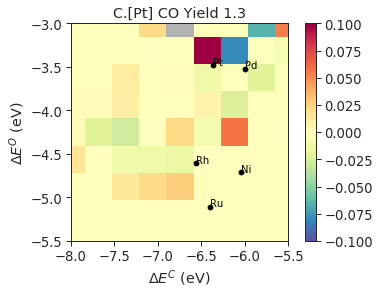 C.[Pt] CO Yield 1.3
−3.0
−3.5
−4.0
−4.5
−5.0
−5.5
ΔE^O (eV)
Pt
Pd
Rh
Ni
Ru
−8.0 −7.5 −7.0 −6.5 −6.0 −5.5
ΔE^C (eV)
0.100
0.075
0.050
0.025
0.000
−0.025
−0.050
−0.075
−0.100